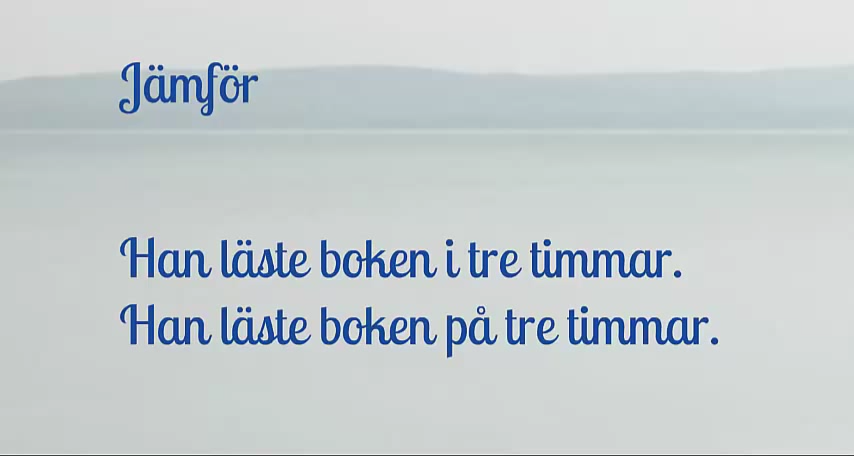 Jämför
Han läste boken i tre timmar.
Han läste boken på tre timmar.